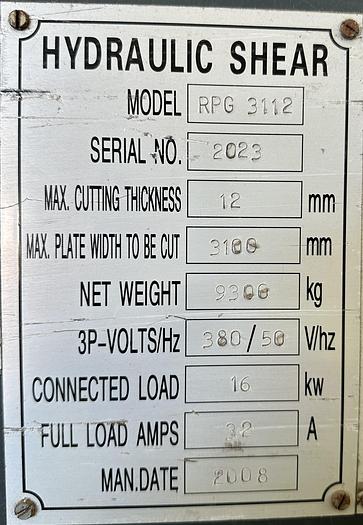 HYDRAULIC SHEAR
MODEL RPG 3112
SERIAL NO. 2023
MAX. CUTTING THICKNESS 12 mm
MAX. PLATE WIDTH TO BE CUT 3100 mm
NET WEIGHT 9300 kg
3P-VOLTS/Hz 380/50 V/hz
CONNECTED LOAD 16 kw
FULL LOAD AMPS 32 A
MAN.DATE 2008